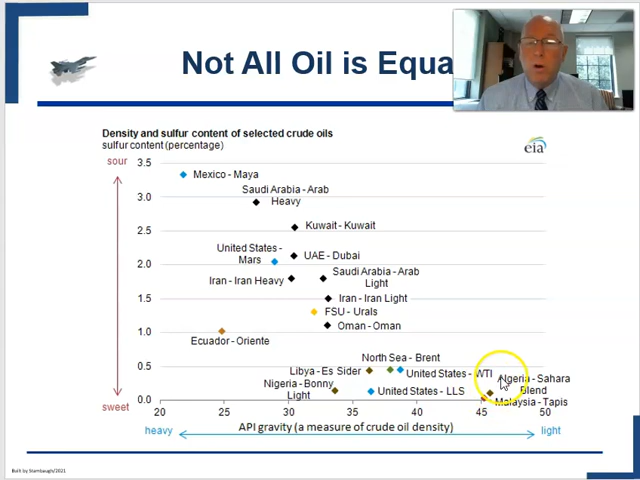 Not All Oil is Equa
Density and sulfur content of selected crude oils
sulfur content (percentage)
eia
sour
3.5
Mexico - Maya
Saudi Arabia - Arab
Heavy
3.0
Kuwait - Kuwait
2.5
United States -
Mars
UAE - Dubai
2.0
Saudi Arabia - Arab
Light
Iran - Iran Heavy
1.5
Iran - Iran Light
FSU - Urals
Oman - Oman
1.0
Ecuador - Oriente
North Sea - Brent
0.5
Libya - Es Sider
United States - WTI
Algeria - Sahara
Blend
Nigeria - Bonny
Light
United States - LLS
Malaysia - Tapis
0.0
sweet
20 25 30 35 40 45 50
heavy
API gravity (a measure of crude oil density)
light
Built by Stambaugh/2021